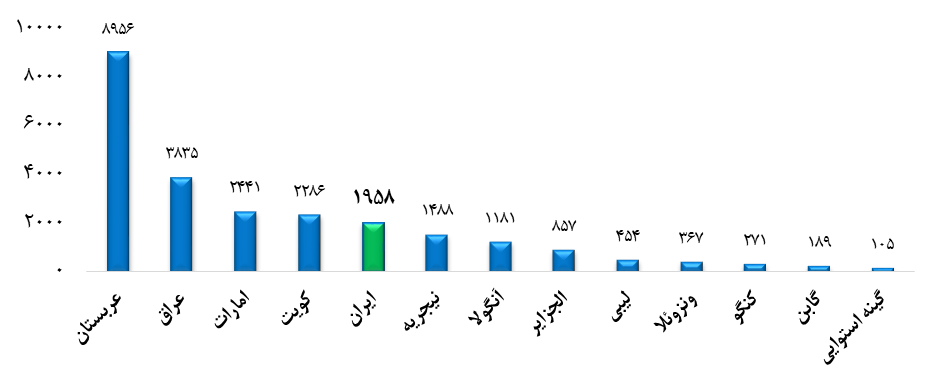 ۱۰۰۰۰
۸۰۰۰
۶۰۰۰
۴۰۰۰
۲۰۰۰
۰
۸۹۵۶
۳۸۳۵
۲۴۴۱
۲۲۸۶
۱۹۵۸
۱۴۸۸
۱۱۸۱
۸۵۷
۴۵۴
۳۶۷
۲۷۱
۱۸۹
۱۰۵
عربستان
عراق
امارات
کویت
ایران
نیجریه
آنگولا
الجزایر
لیبی
ونزوئلا
کنگو
گابن
گینه استوایی